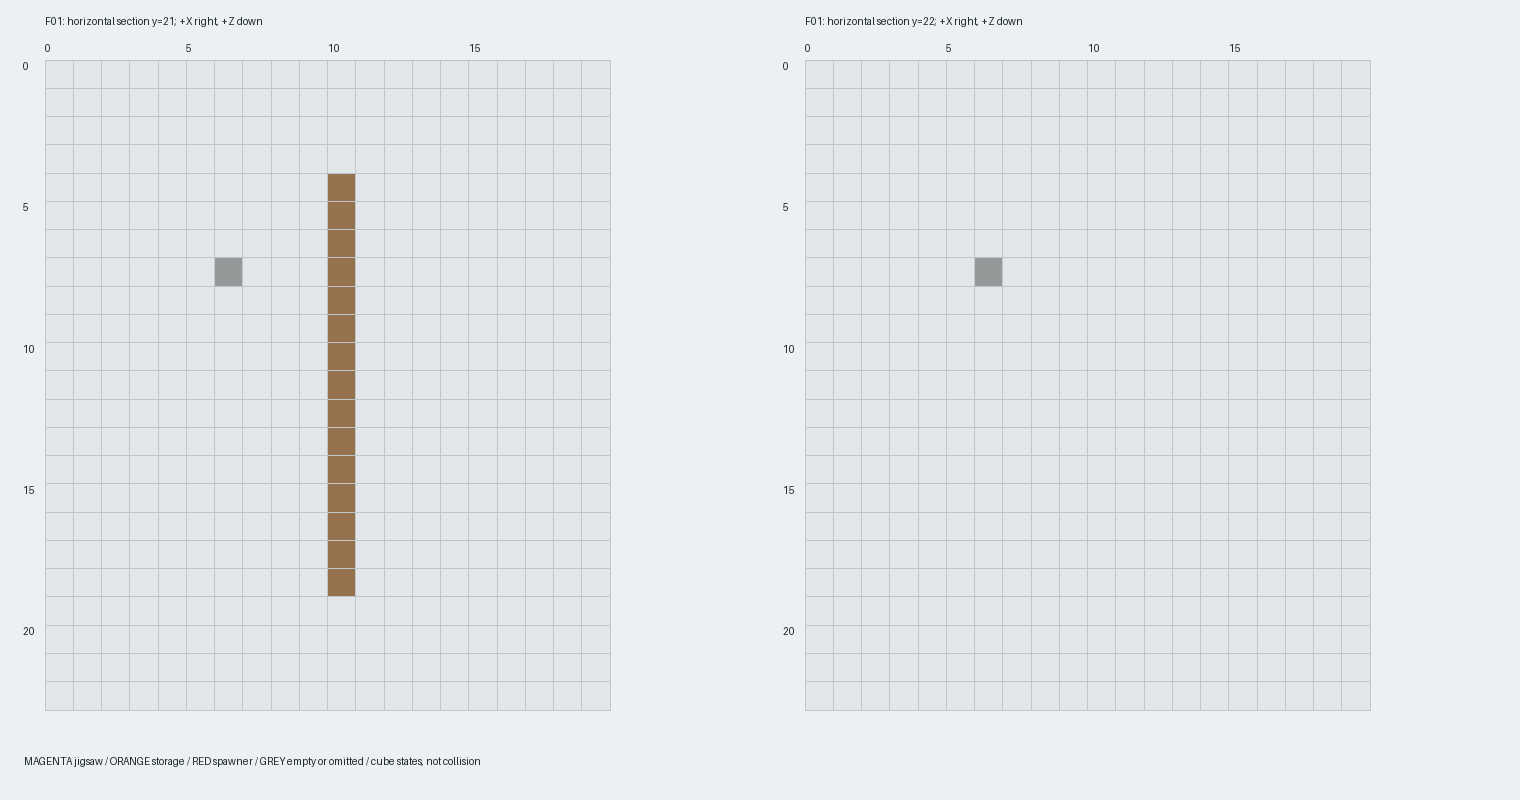 F01: horizontal section y=21; +X right, +Z down
0 5 10 15
0
5
10
15
20
F01: horizontal section y=22; +X right, +Z down
0 5 10 15
0
5
10
15
20
MAGENTA jigsaw / ORANGE storage / RED spawner / GREY empty or omitted / cube states, not collision